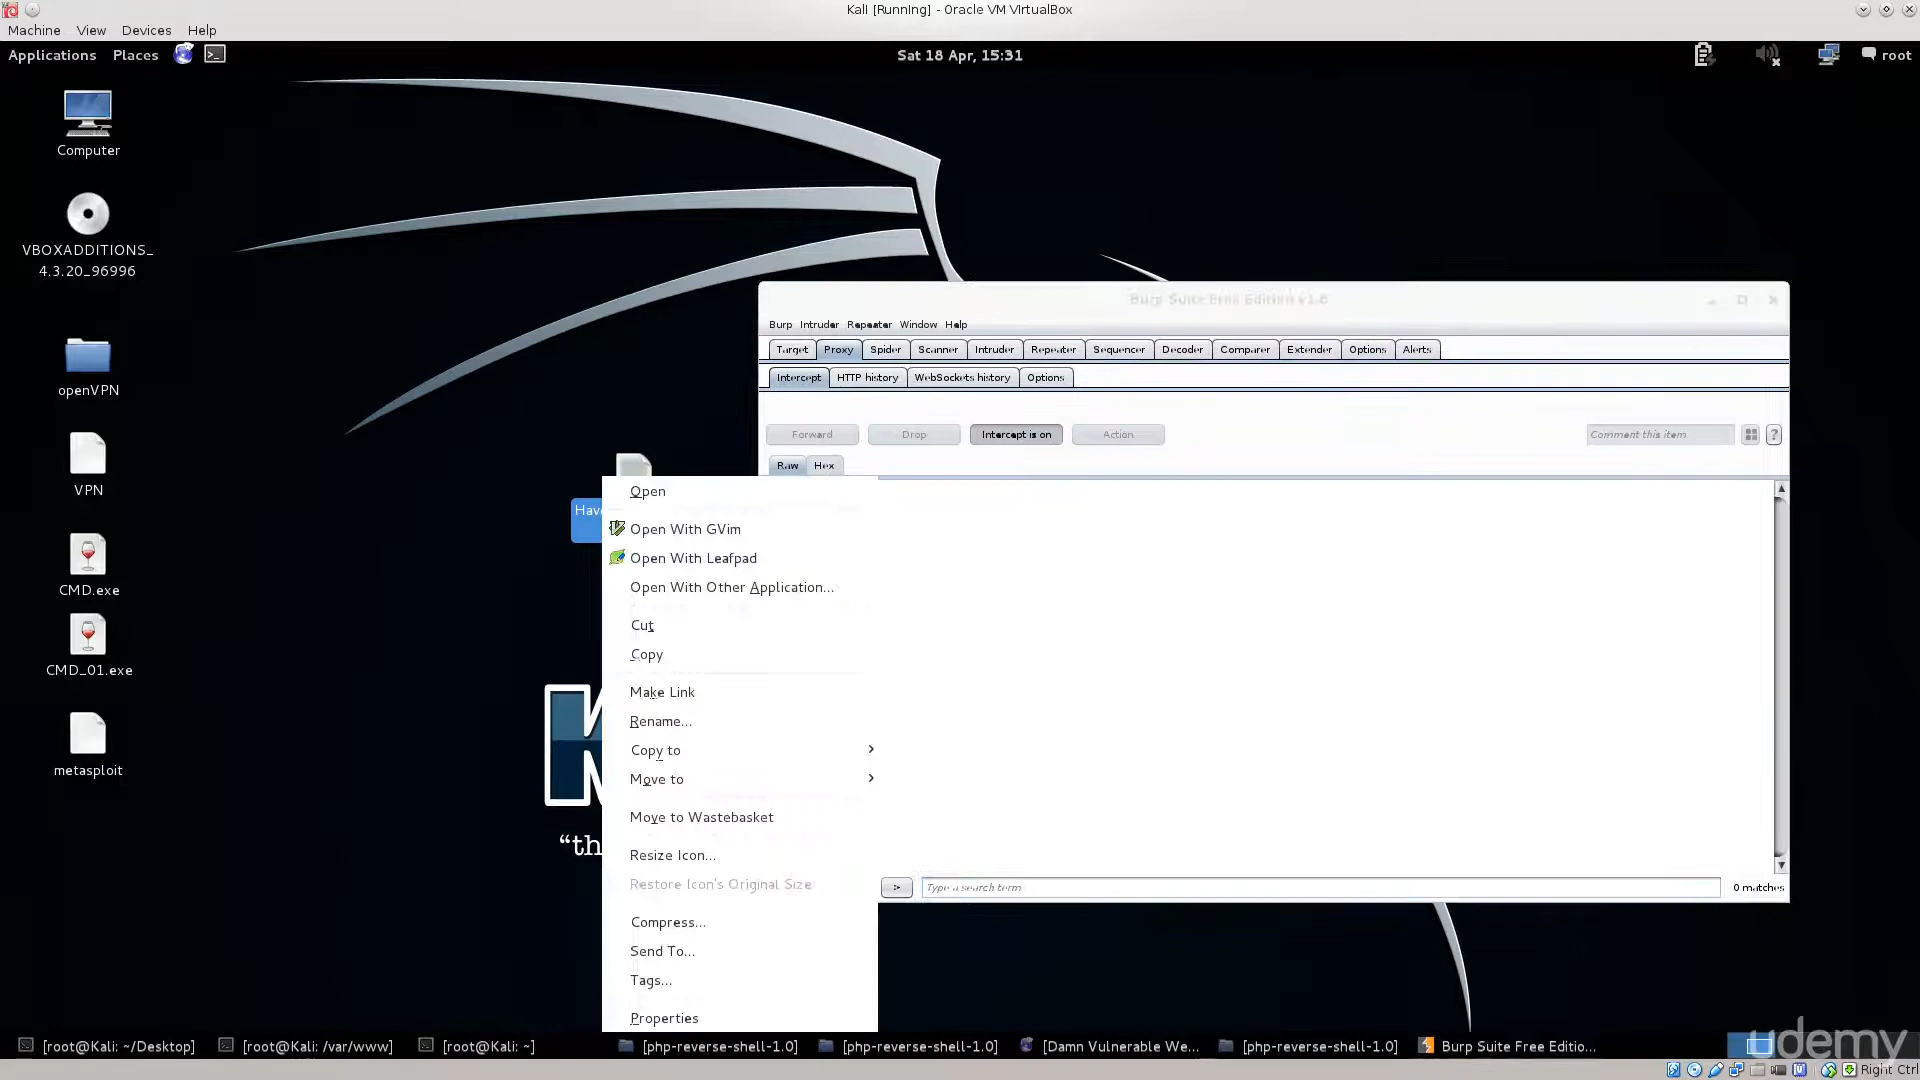 Kali [Running] - Oracle VM VirtualBox
Machine View Devices Help
Applications Places
Sat 18 Apr, 15:31
root
Computer
VBOXADDITIONS_
4.3.20_96996
openVPN
VPN
CMD.exe
CMD_01.exe
metasploit
Burp Suite Free Edition v1.6
Burp Intruder Repeater Window Help
Target Proxy Spider Scanner Intruder Repeater Sequencer Decoder Comparer Extender Options Alerts
Intercept HTTP history WebSockets history Options
Forward Drop Intercept is on Action
Comment this item
?
Raw Hex
Open
Open With GVim
Open With Leafpad
Open With Other Application...
Cut
Copy
Make Link
Rename...
Copy to
Move to
Move to Wastebasket
Resize Icon...
Restore Icon's Original Size
Compress...
Send To...
Tags...
Properties
“th
>
Type a search term
0 matches
[root@Kali: ~/Desktop] [root@Kali: /var/www] [root@Kali: ~] [php-reverse-shell-1.0] [php-reverse-shell-1.0] [Damn Vulnerable We... [php-reverse-shell-1.0] Burp Suite Free Editio...
udemy
Right Ctrl